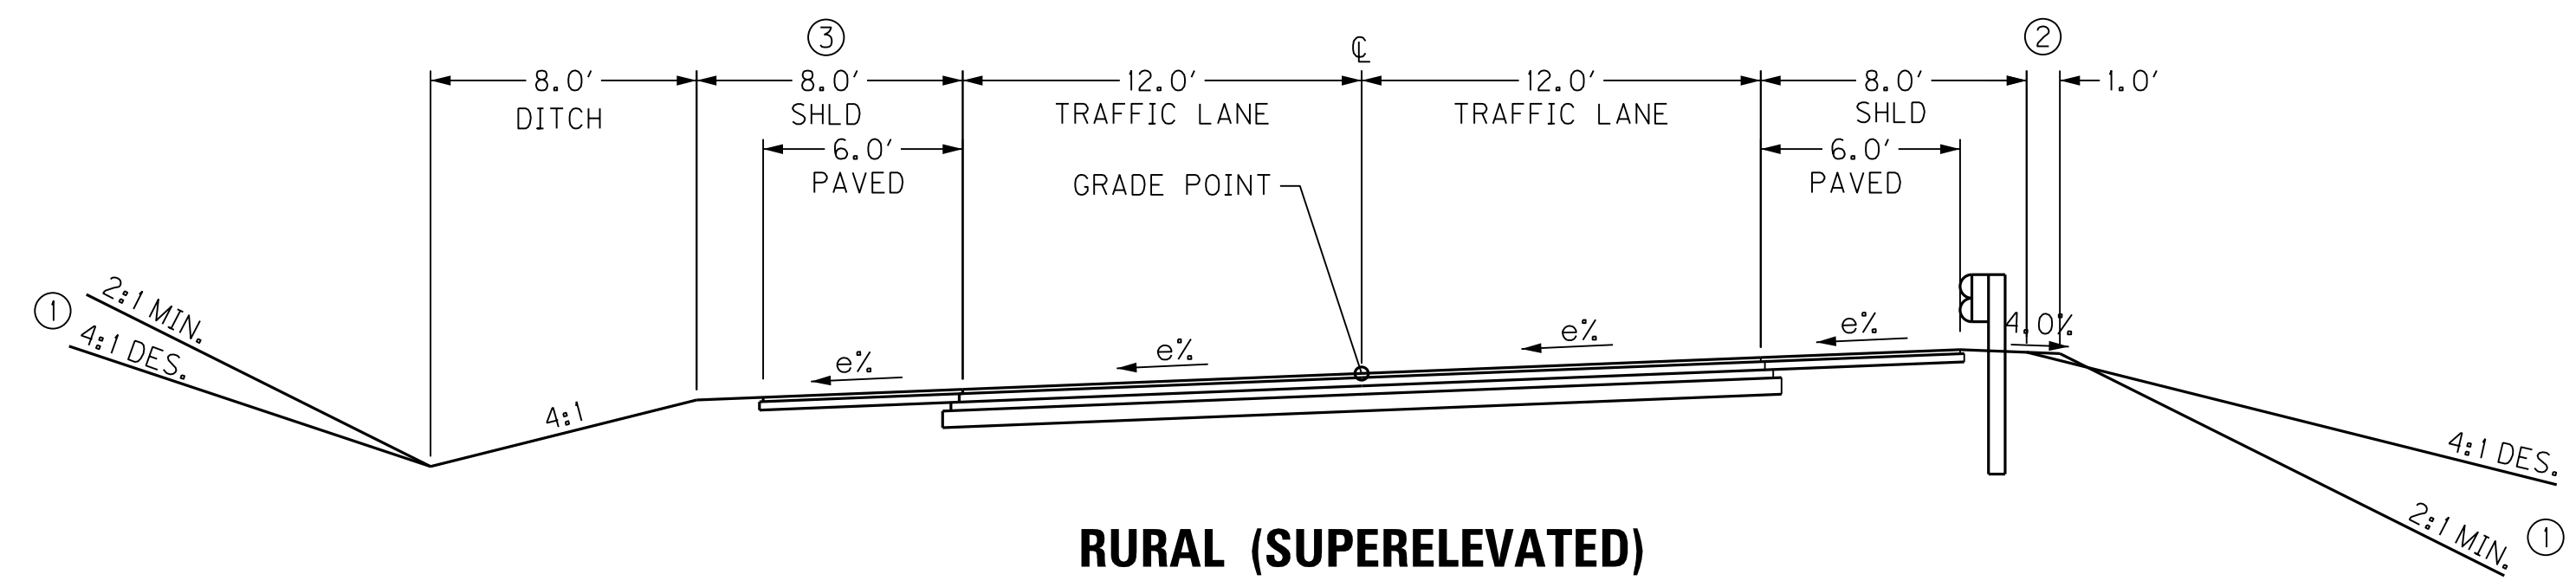 3
℄
2
8.0' 8.0' 12.0' 12.0' 8.0' 1.0'
DITCH SHLD TRAFFIC LANE TRAFFIC LANE SHLD
6.0' 6.0'
PAVED GRADE POINT PAVED
1 2:1 MIN.
4:1 DES.
e% e% e% e% 4.0%
4:1
4:1 DES.
2:1 MIN. 1
RURAL (SUPERELEVATED)